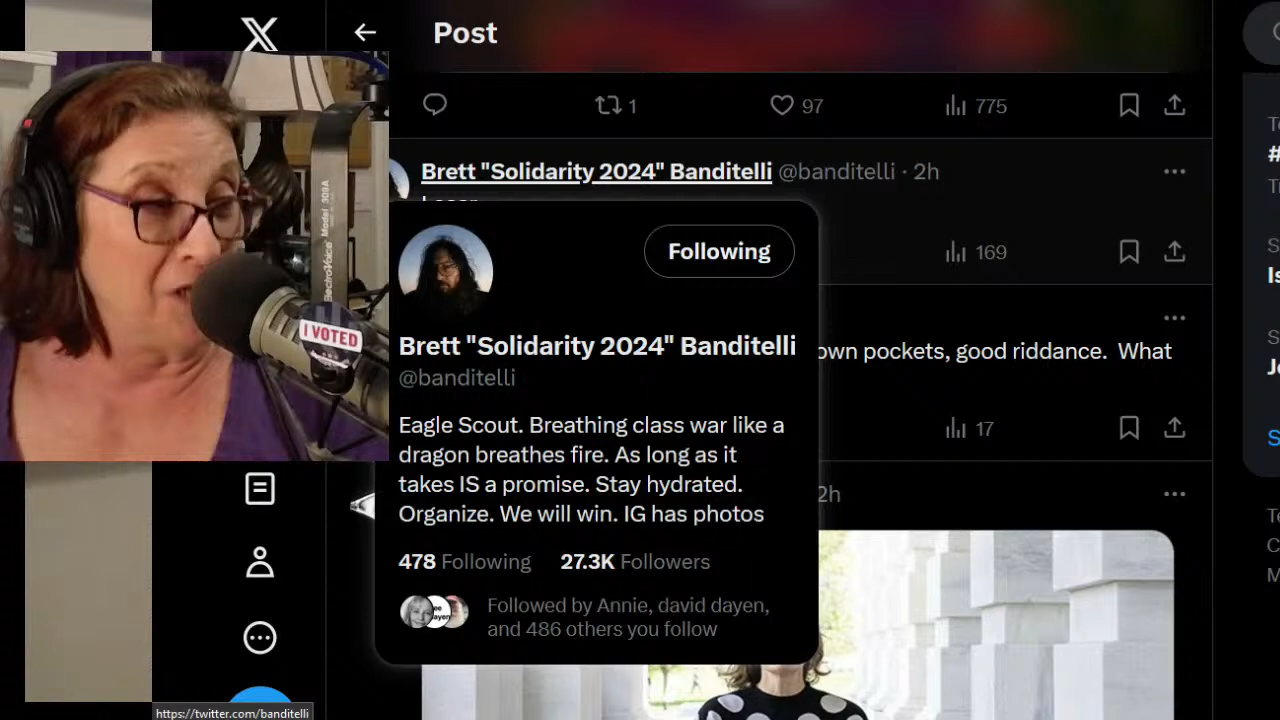 Post
1
97
775
Brett "Solidarity 2024" Banditelli @banditelli · 2h
169
Following
Brett "Solidarity 2024" Banditelli
@banditelli
own pockets, good riddance. What
Eagle Scout. Breathing class war like a
dragon breathes fire. As long as it
takes IS a promise. Stay hydrated.
Organize. We will win. IG has photos
17
2h
478 Following 27.3K Followers
Followed by Annie, david dayen,
and 486 others you follow
I VOTED
ElectroVoice Model 309A
https://twitter.com/banditelli